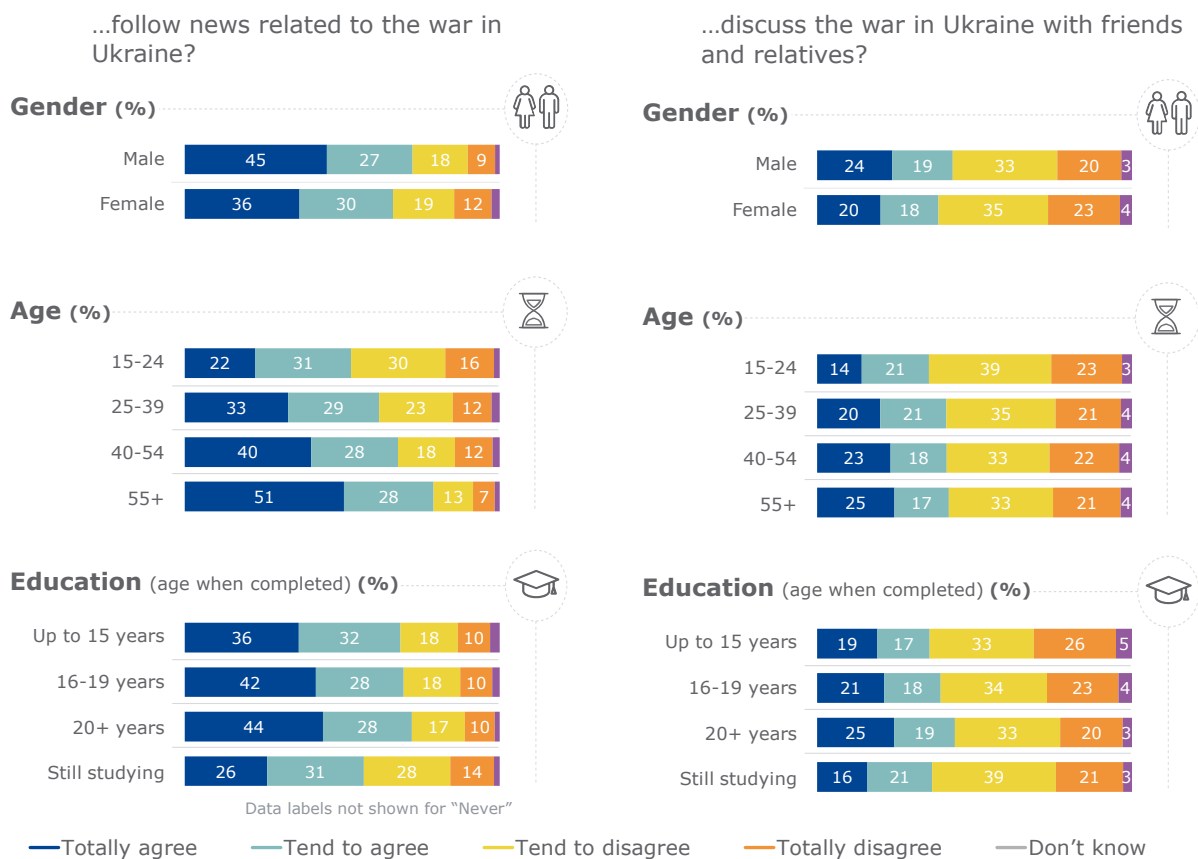 ...follow news related to the war in
Ukraine?
Gender (%)
Male 45 27 18 9
Female 36 30 19 12
Age (%)
15-24 22 31 30 16
25-39 33 29 23 12
40-54 40 28 18 12
55+ 51 28 13 7
Education (age when completed) (%)
Up to 15 years 36 32 18 10
16-19 years 42 28 18 10
20+ years 44 28 17 10
Still studying 26 31 28 14
Data labels not shown for “Never”
...discuss the war in Ukraine with friends
and relatives?
Gender (%)
Male 24 19 33 20 3
Female 20 18 35 23 4
Age (%)
15-24 14 21 39 23 3
25-39 20 21 35 21 4
40-54 23 18 33 22 4
55+ 25 17 33 21 4
Education (age when completed) (%)
Up to 15 years 19 17 33 26 5
16-19 years 21 18 34 23 4
20+ years 25 19 33 20 3
Still studying 16 21 39 21 3
Totally agree Tend to agree Tend to disagree Totally disagree Don’t know